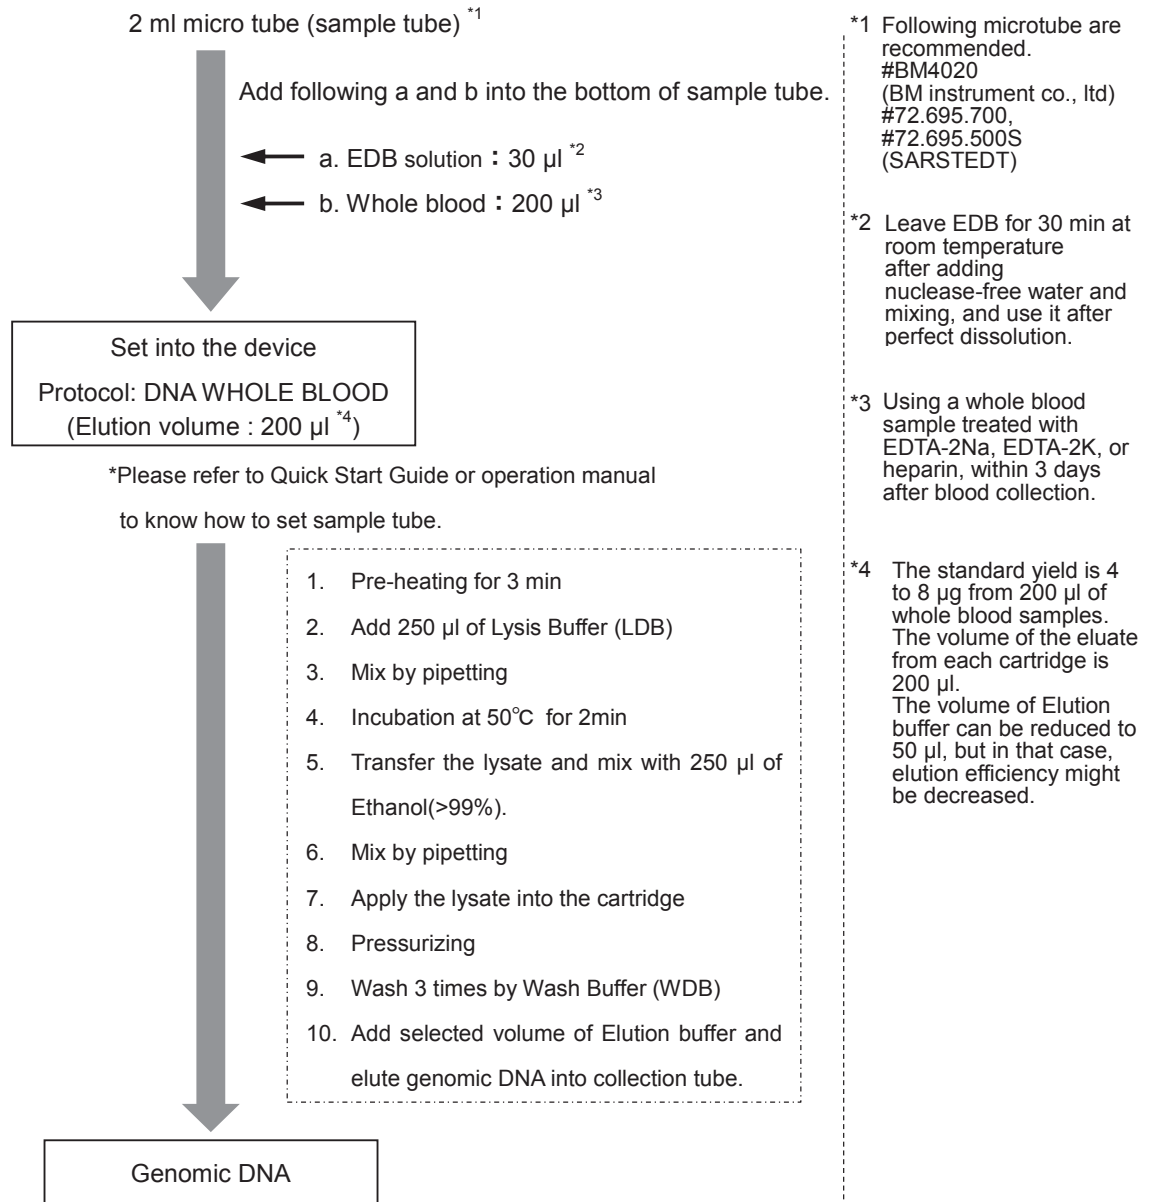 2 ml micro tube (sample tube) *1
Add following a and b into the bottom of sample tube.
a. EDB solution：30 µl *2
b. Whole blood：200 µl *3
Set into the device
Protocol: DNA WHOLE BLOOD
(Elution volume : 200 µl *4)
*Please refer to Quick Start Guide or operation manual
to know how to set sample tube.
1. Pre-heating for 3 min
2. Add 250 µl of Lysis Buffer (LDB)
3. Mix by pipetting
4. Incubation at 50℃ for 2min
5. Transfer the lysate and mix with 250 µl of
Ethanol(>99%).
6. Mix by pipetting
7. Apply the lysate into the cartridge
8. Pressurizing
9. Wash 3 times by Wash Buffer (WDB)
10. Add selected volume of Elution buffer and
elute genomic DNA into collection tube.
Genomic DNA
*1 Following microtube are
recommended.
#BM4020
(BM instrument co., ltd)
#72.695.700,
#72.695.500S
(SARSTEDT)
*2 Leave EDB for 30 min at
room temperature
after adding
nuclease-free water and
mixing, and use it after
perfect dissolution.
*3 Using a whole blood
sample treated with
EDTA-2Na, EDTA-2K, or
heparin, within 3 days
after blood collection.
*4 The standard yield is 4
to 8 µg from 200 µl of
whole blood samples.
The volume of the eluate
from each cartridge is
200 µl.
The volume of Elution
buffer can be reduced to
50 µl, but in that case,
elution efficiency might
be decreased.